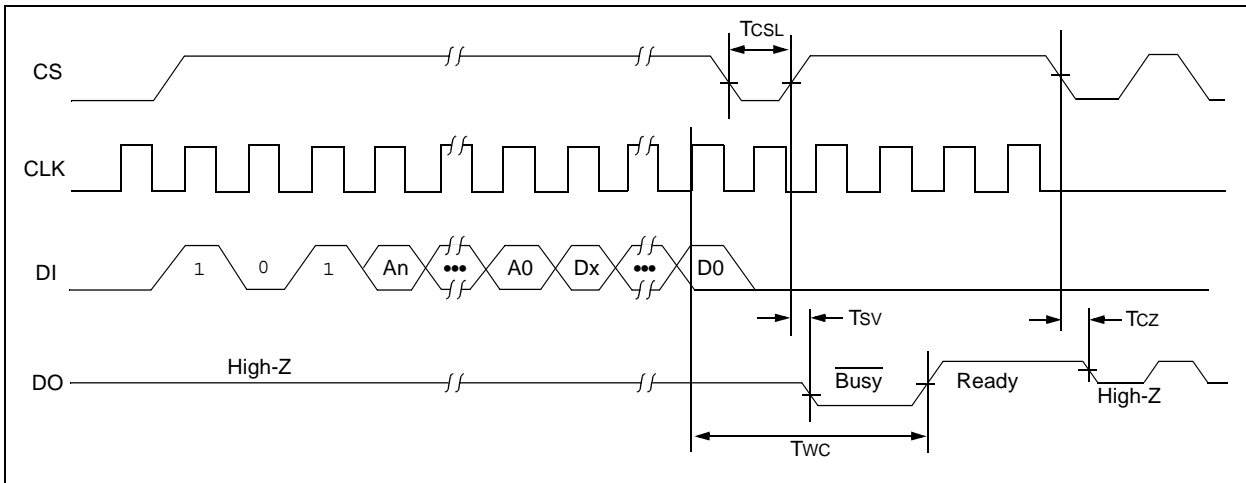 TCSL
CS
CLK
DI 1 0 1 An ••• A0 Dx ••• D0
TSV TCZ
High-Z
DO Busy Ready
High-Z
TWC